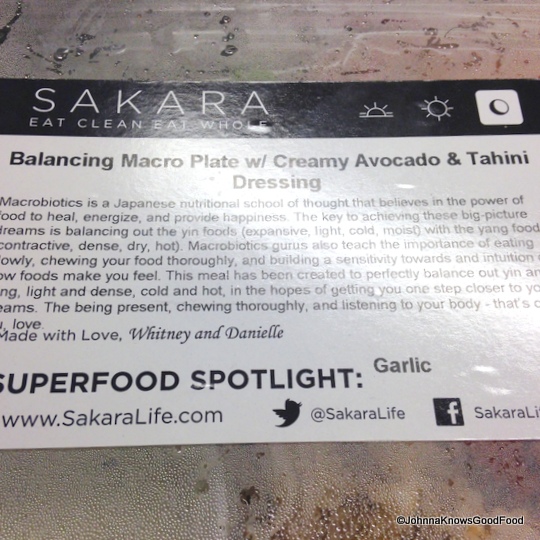 SAKARA
EAT CLEAN EAT WHOLE
Balancing Macro Plate w/ Creamy Avocado & Tahini
Dressing
Macrobiotics is a Japanese nutritional school of thought that believes in the power of
food to heal, energize, and provide happiness. The key to achieving these big-picture
dreams is balancing out the yin foods (expansive, light, cold, moist) with the yang food
contractive, dense, dry, hot). Macrobiotics gurus also teach the importance of eating
lowly, chewing your food thoroughly, and building a sensitivity towards and intuition
ow foods make you feel. This meal has been created to perfectly balance out yin an
ng, light and dense, cold and hot, in the hopes of getting you one step closer to yo
eams. The being present, chewing thoroughly, and listening to your body - that's
u, love.
Made with Love, Whitney and Danielle
SUPERFOOD SPOTLIGHT: Garlic
www.SakaraLife.com @SakaraLife SakaraLi
©JohnnaKnowsGoodFood